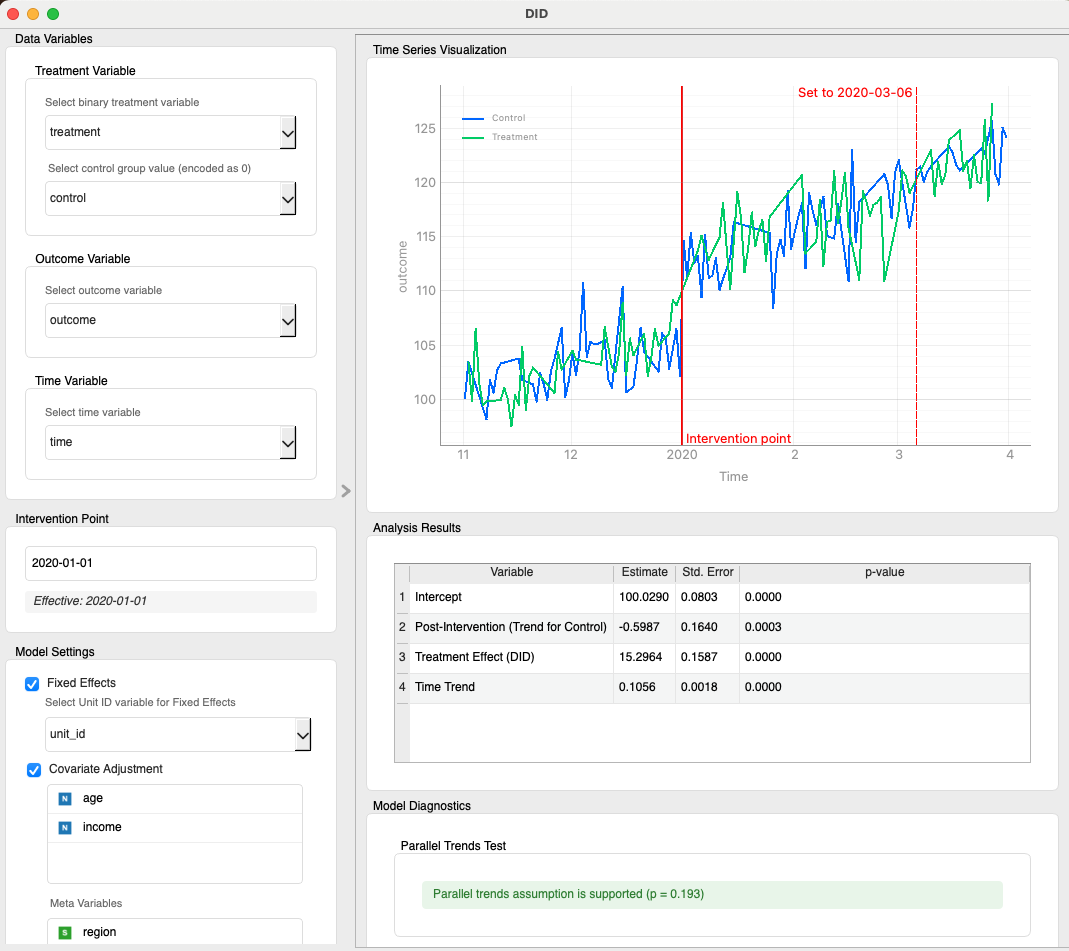 DID
Data Variables
Treatment Variable
Select binary treatment variable
treatment
Select control group value (encoded as 0)
control
Outcome Variable
Select outcome variable
outcome
Time Variable
Select time variable
time
Intervention Point
2020-01-01
Effective: 2020-01-01
Model Settings
Fixed Effects
Select Unit ID variable for Fixed Effects
unit_id
Covariate Adjustment
N age
N income
Meta Variables
S region
Time Series Visualization
Set to 2020-03-06
Control
Treatment
125
120
115
110
105
100
outcome
Intervention point
11 12 2020 2 3 4
Time
Analysis Results
Variable Estimate Std. Error p-value
1 Intercept 100.0290 0.0803 0.0000
2 Post-Intervention (Trend for Control) -0.5987 0.1640 0.0003
3 Treatment Effect (DID) 15.2964 0.1587 0.0000
4 Time Trend 0.1056 0.0018 0.0000
Model Diagnostics
Parallel Trends Test
Parallel trends assumption is supported (p = 0.193)